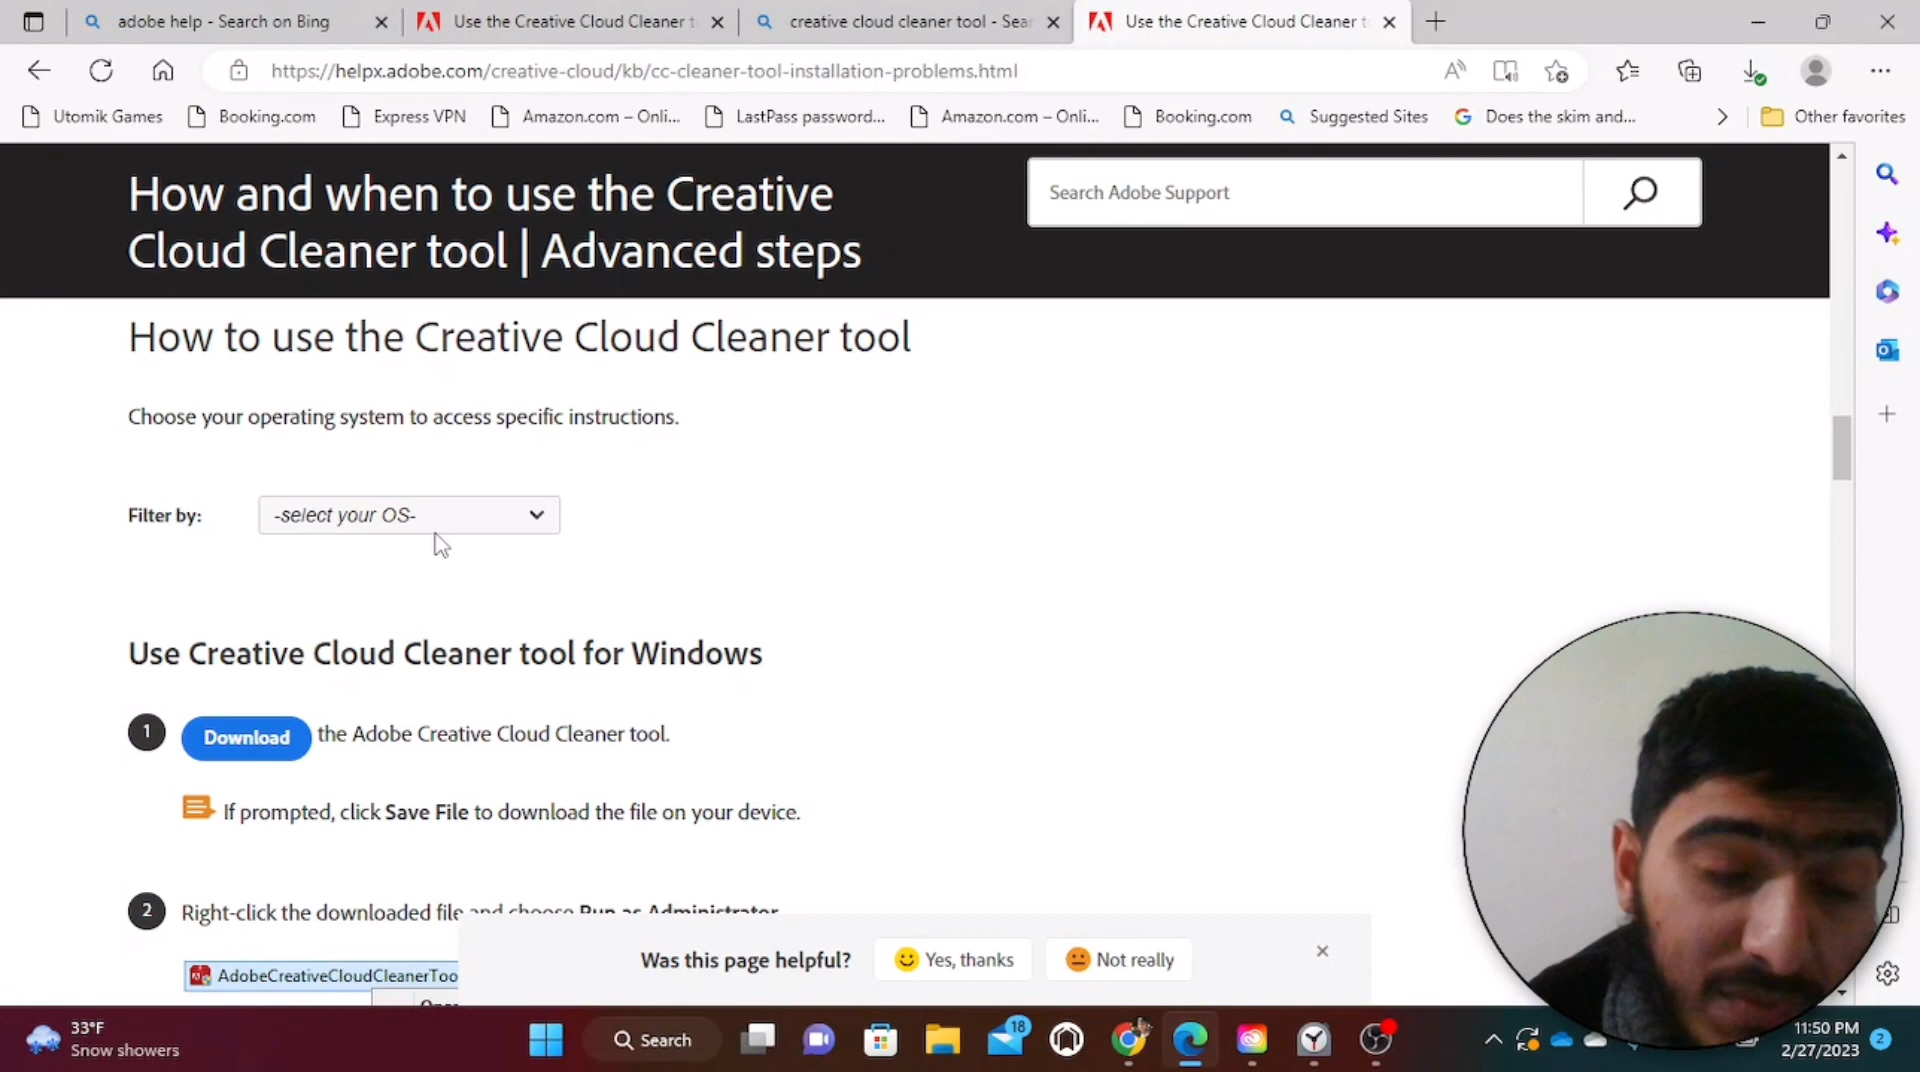 adobe help - Search on Bing
Use the Creative Cloud Cleaner t
creative cloud cleaner tool - Sea
Use the Creative Cloud Cleaner t
https://helpx.adobe.com/creative-cloud/kb/cc-cleaner-tool-installation-problems.html
Utomik Games
Booking.com
Express VPN
Amazon.com – Onli...
LastPass password...
Amazon.com – Onli...
Booking.com
Suggested Sites
Does the skim and...
Other favorites
How and when to use the Creative
Cloud Cleaner tool | Advanced steps
Search Adobe Support
How to use the Creative Cloud Cleaner tool
Choose your operating system to access specific instructions.
Filter by:
-select your OS-
Use Creative Cloud Cleaner tool for Windows
1
Download the Adobe Creative Cloud Cleaner tool.
If prompted, click Save File to download the file on your device.
2
Right-click the downloaded file and choose Run as Administrator
AdobeCreativeCloudCleanerToo
Was this page helpful?
Yes, thanks
Not really
33°F
Snow showers
Search
18
11:50 PM
2/27/2023
2